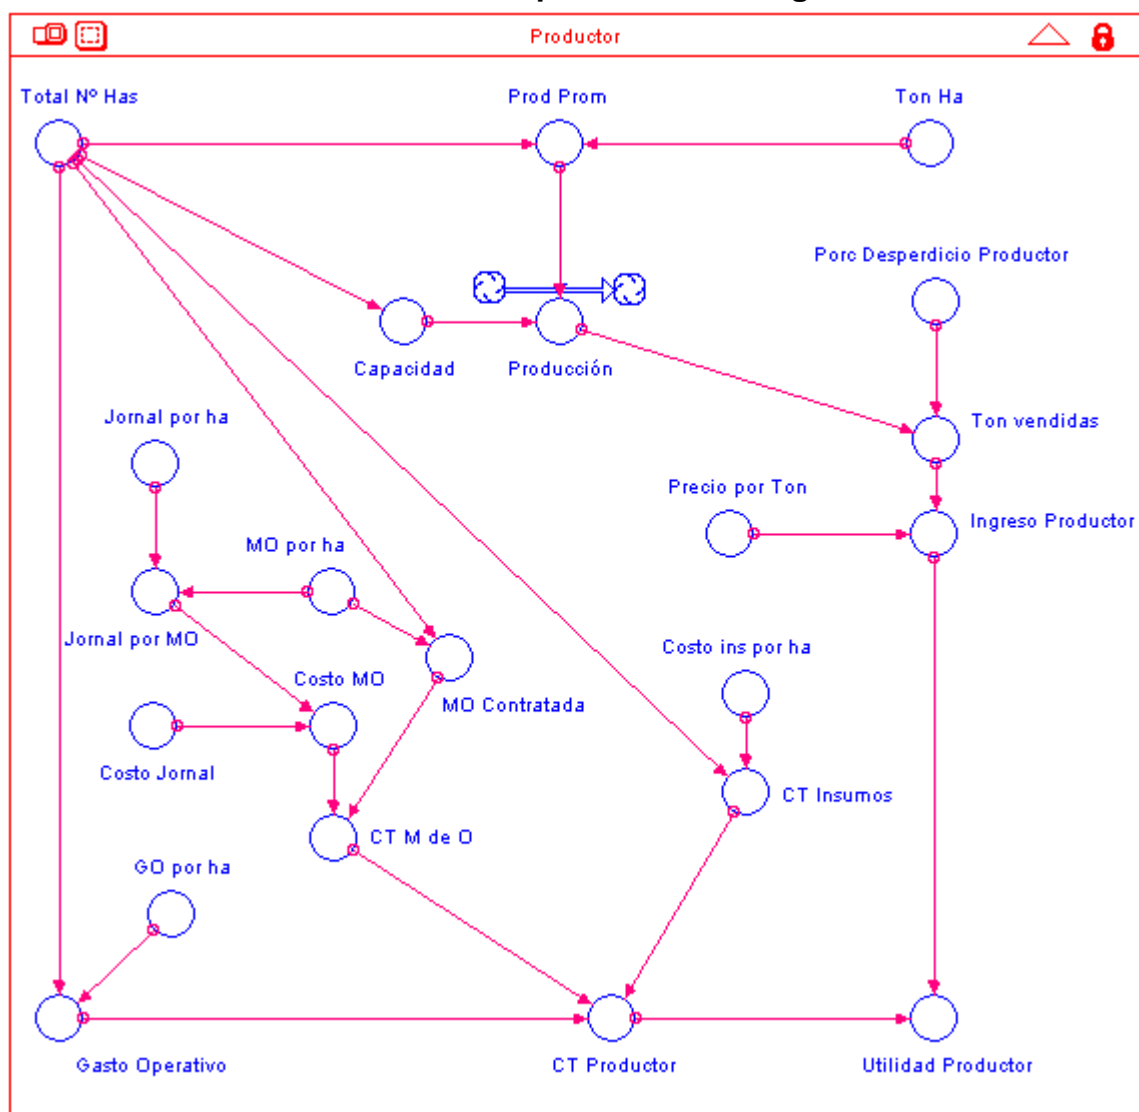 Productor
Total Nº Has
Prod Prom
Ton Ha
Porc Desperdicio Productor
Capacidad
Producción
Jornal por ha
Ton vendidas
Precio por Ton
Ingreso Productor
MO por ha
Jornal por MO
Costo ins por ha
Costo MO
MO Contratada
Costo Jornal
CT Insumos
CT M de O
GO por ha
Gasto Operativo
CT Productor
Utilidad Productor